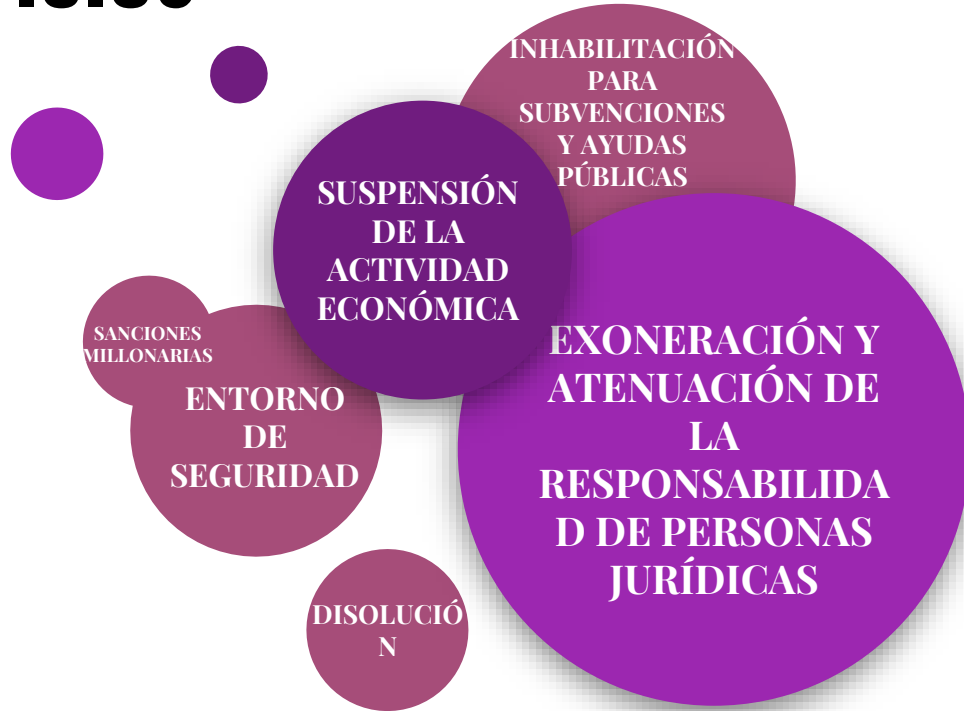 INHABILITACIÓN
PARA
SUBVENCIONES
Y AYUDAS
PÚBLICAS
SUSPENSIÓN
DE LA
ACTIVIDAD
ECONÓMICA
SANCIONES
MILLONARIAS
ENTORNO
DE
SEGURIDAD
EXONERACIÓN Y
ATENUACIÓN DE
LA
RESPONSABILIDA
D DE PERSONAS
JURÍDICAS
DISOLUCIÓ
N